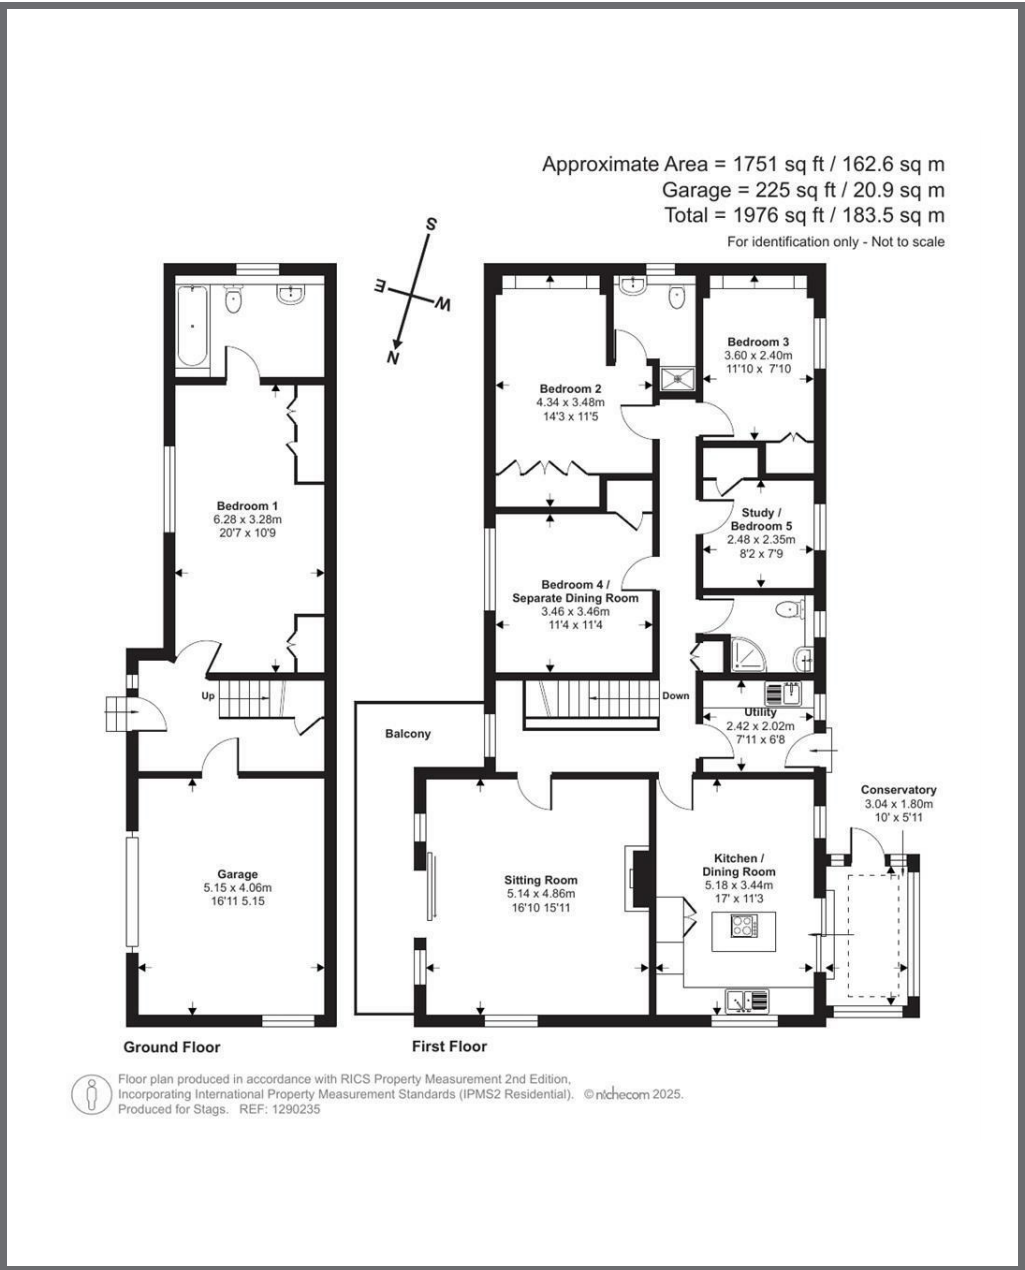 Approximate Area = 1751 sq ft / 162.6 sq m
Garage = 225 sq ft / 20.9 sq m
Total = 1976 sq ft / 183.5 sq m
For identification only - Not to scale
S
E
W
N
Bedroom 1
6.28 x 3.28m
20'7 x 10'9
Up
Garage
5.15 x 4.06m
16'11 5.15
Ground Floor
Bedroom 2
4.34 x 3.48m
14'3 x 11'5
Bedroom 3
3.60 x 2.40m
11'10 x 7'10
Study /
Bedroom 5
2.48 x 2.35m
8'2 x 7'9
Bedroom 4 /
Separate Dining Room
3.46 x 3.46m
11'4 x 11'4
Down
Utility
2.42 x 2.02m
7'11 x 6'8
Balcony
Conservatory
3.04 x 1.80m
10' x 5'11
Sitting Room
5.14 x 4.86m
16'10 15'11
Kitchen /
Dining Room
5.18 x 3.44m
17' x 11'3
First Floor
Floor plan produced in accordance with RICS Property Measurement 2nd Edition,
Incorporating International Property Measurement Standards (IPMS2 Residential). © nichecom 2025.
Produced for Stags. REF: 1290235